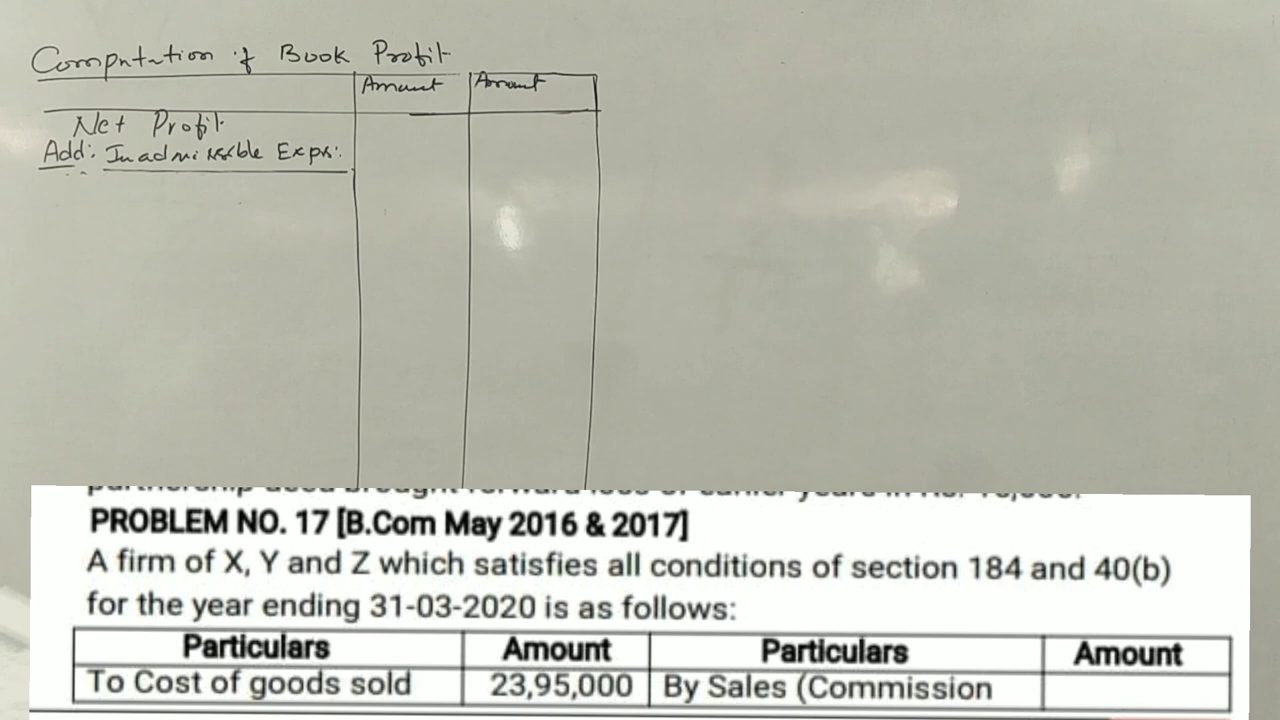 Computation of Book Profit
Amount Amount
Net Profit
Add: Inadmissible Exps:
PROBLEM NO. 17 [B.Com May 2016 & 2017]
A firm of X, Y and Z which satisfies all conditions of section 184 and 40(b)
for the year ending 31-03-2020 is as follows:
Particulars Amount Particulars Amount
To Cost of goods sold 23,95,000 By Sales (Commission